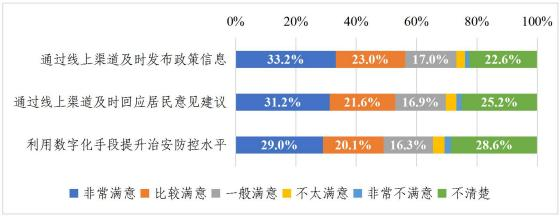 0% 20% 40% 60% 80% 100%
通过线上渠道及时发布政策信息 33.2% 23.0% 17.0% 22.6%
通过线上渠道及时回应居民意见建议 31.2% 21.6% 16.9% 25.2%
利用数字化手段提升治安防控水平 29.0% 20.1% 16.3% 28.6%
非常满意 比较满意 一般满意 不太满意 非常不满意 不清楚